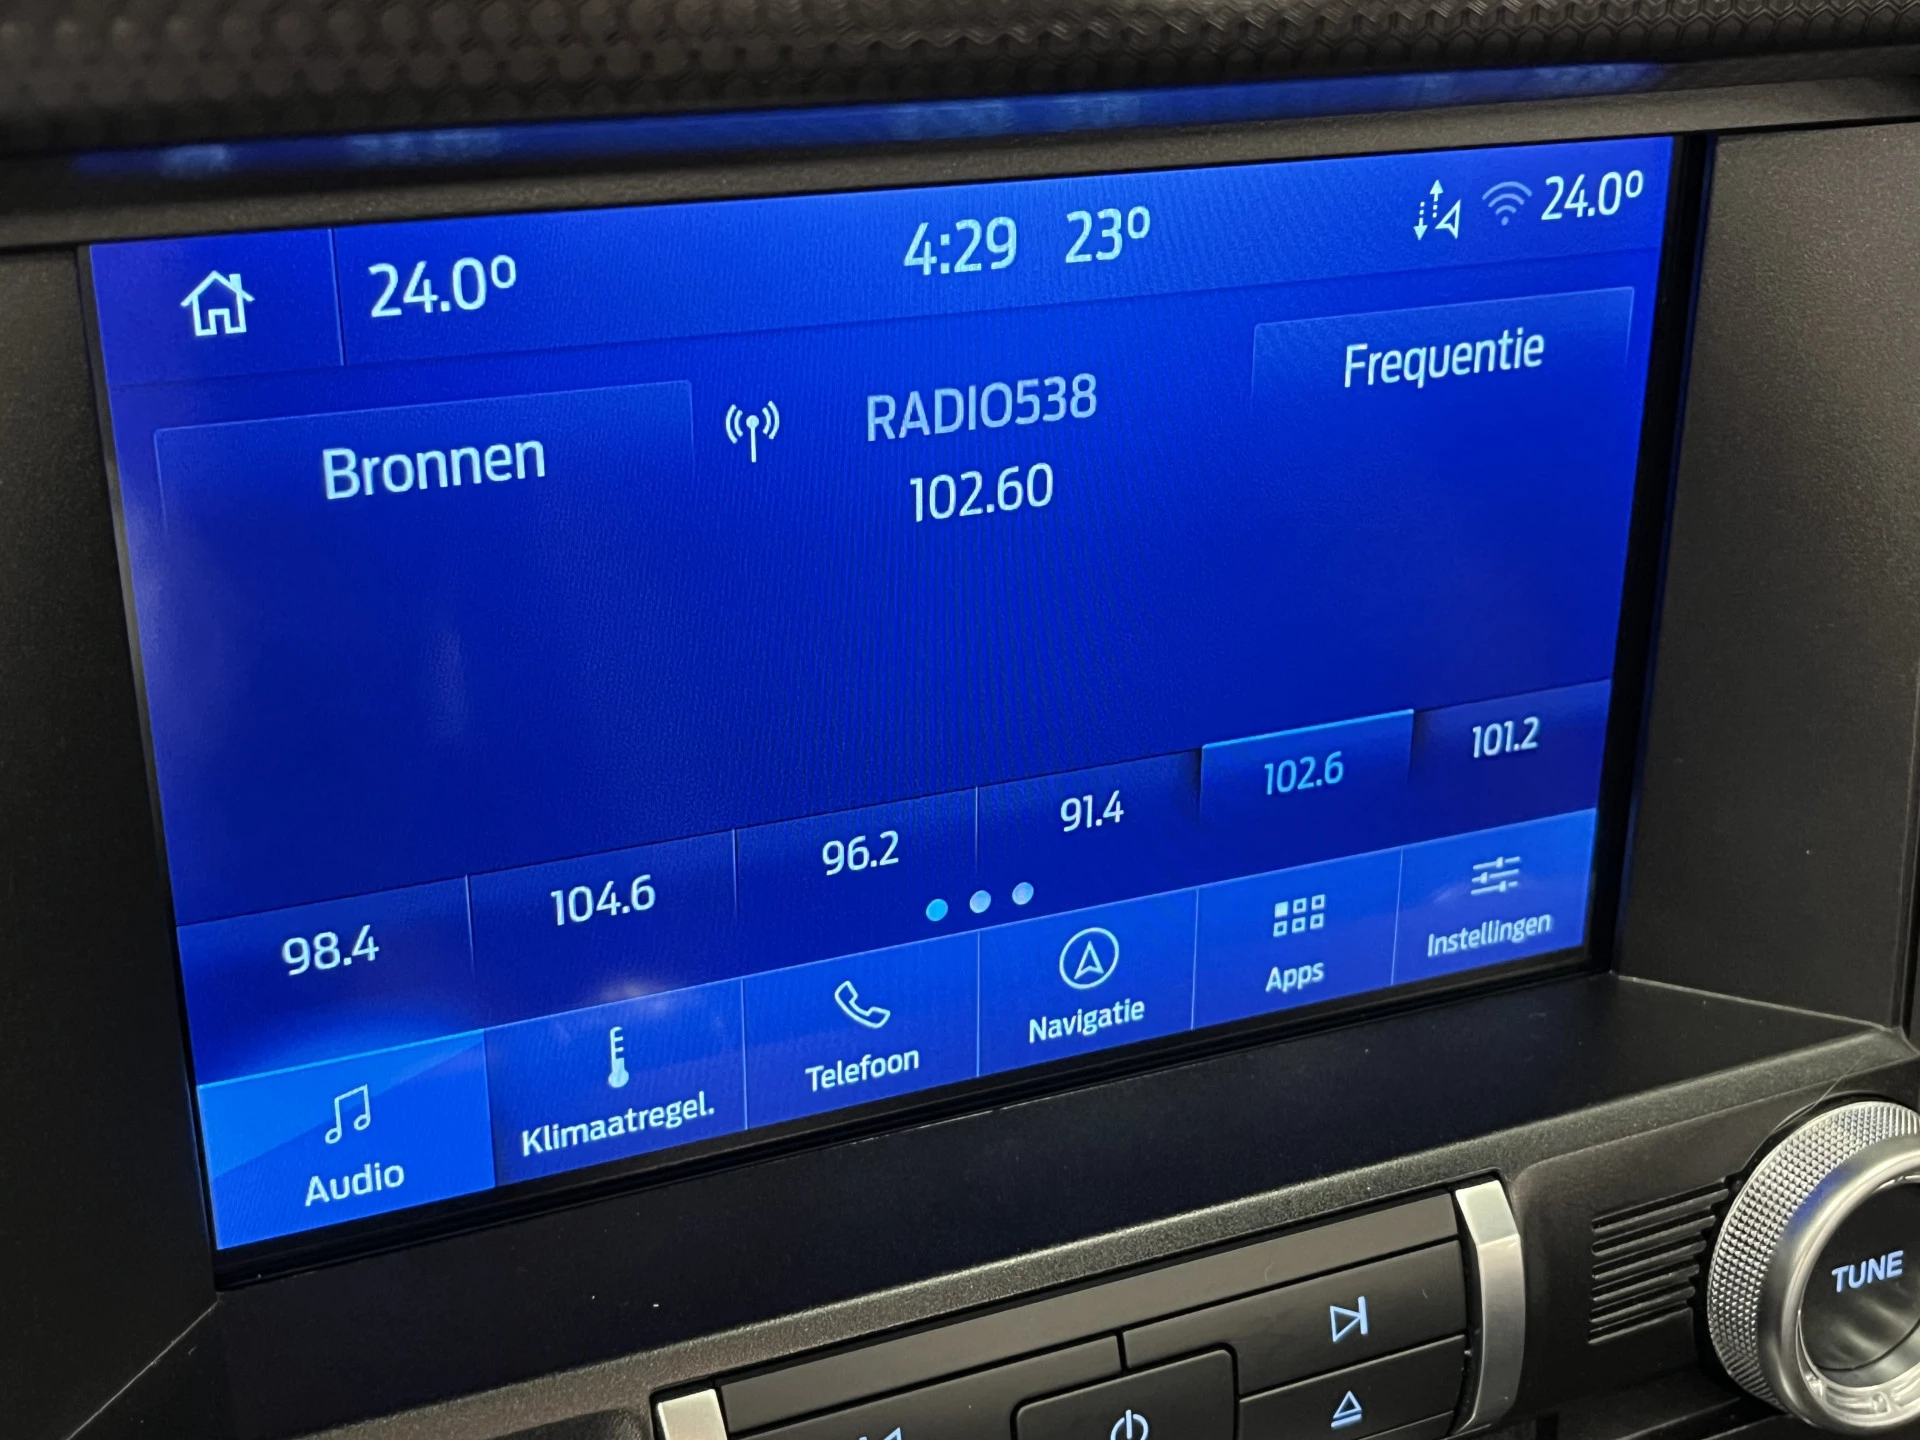 24.0°
4:29 23°
24.0°
Bronnen
RADIO538
102.60
Frequentie
98.4
104.6
96.2
91.4
102.6
101.2
Audio
Klimaatregel.
Telefoon
Navigatie
Apps
Instellingen
TUNE